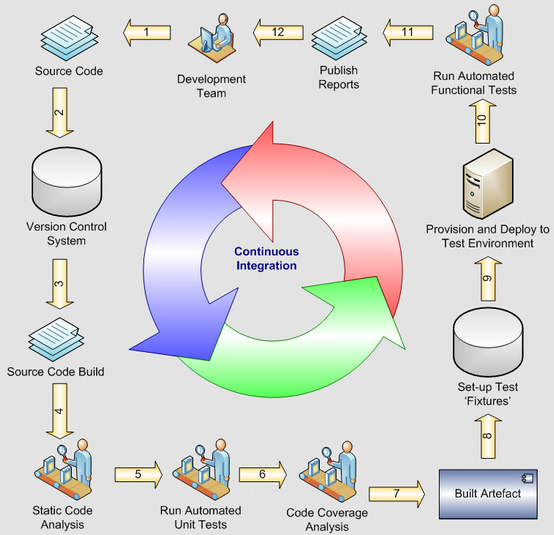 1
12
11
Source Code
Development
Team
Publish
Reports
Run Automated
Functional Tests
2
10
Version Control
System
Continuous
Integration
Provision and Deploy to
Test Environment
3
9
Source Code Build
Set-up Test
'Fixtures'
4
8
5
6
7
Static Code
Analysis
Run Automated
Unit Tests
Code Coverage
Analysis
Built Artefact